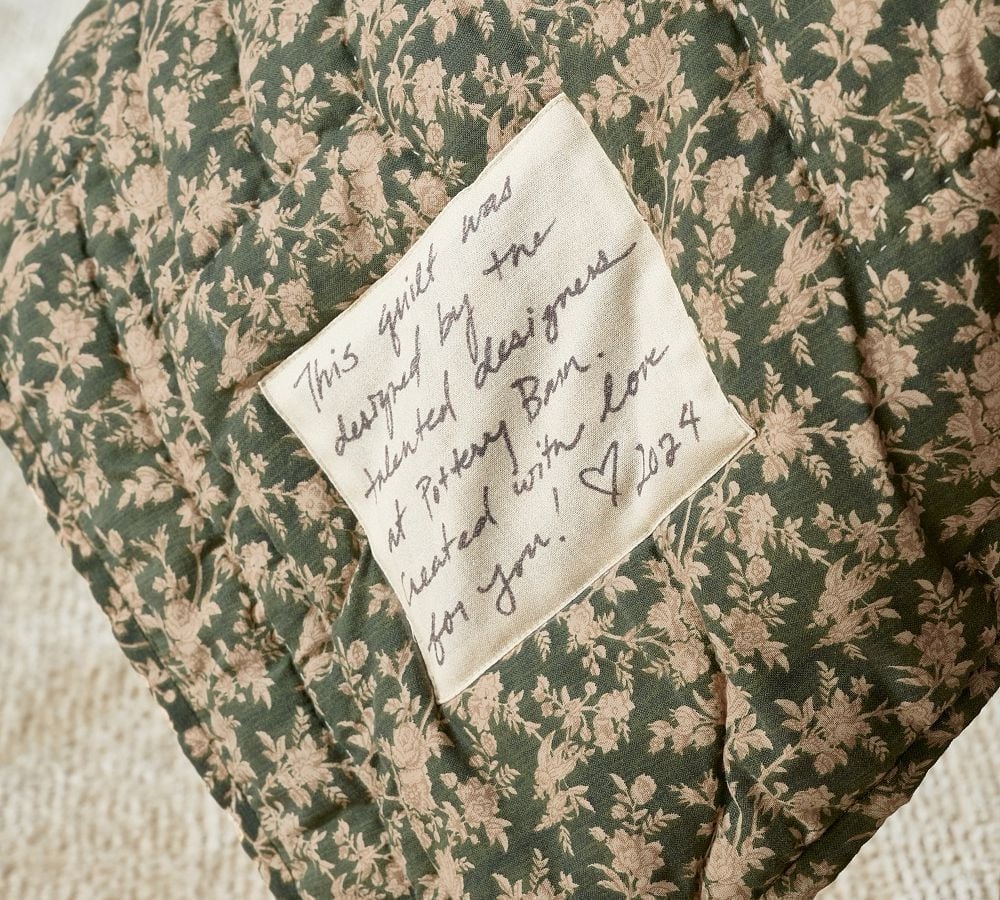 This quilt was
designed by the
talented designers
at Pottery Barn.
Created with love
for you! ♡ 2024